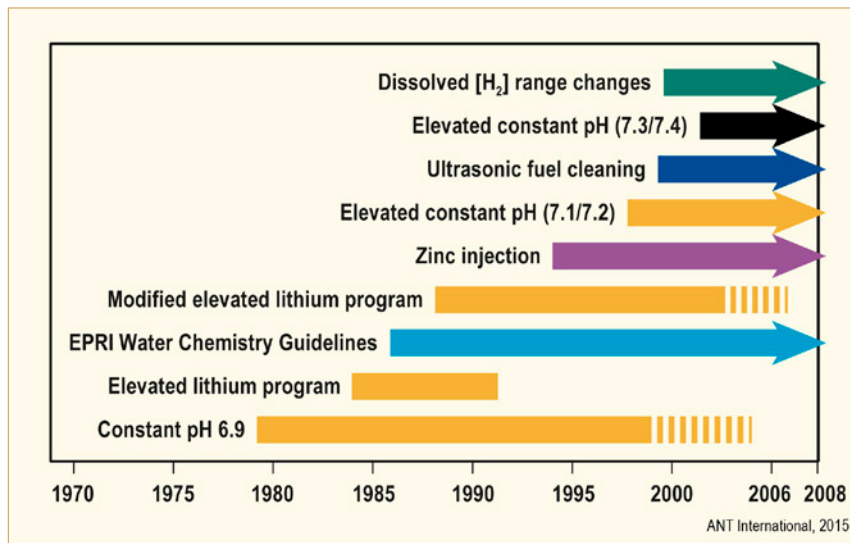 Dissolved [H₂] range changes
Elevated constant pH (7.3/7.4)
Ultrasonic fuel cleaning
Elevated constant pH (7.1/7.2)
Zinc injection
Modified elevated lithium program
EPRI Water Chemistry Guidelines
Elevated lithium program
Constant pH 6.9
1970 1975 1980 1985 1990 1995 2000 2006 2008
ANT International, 2015